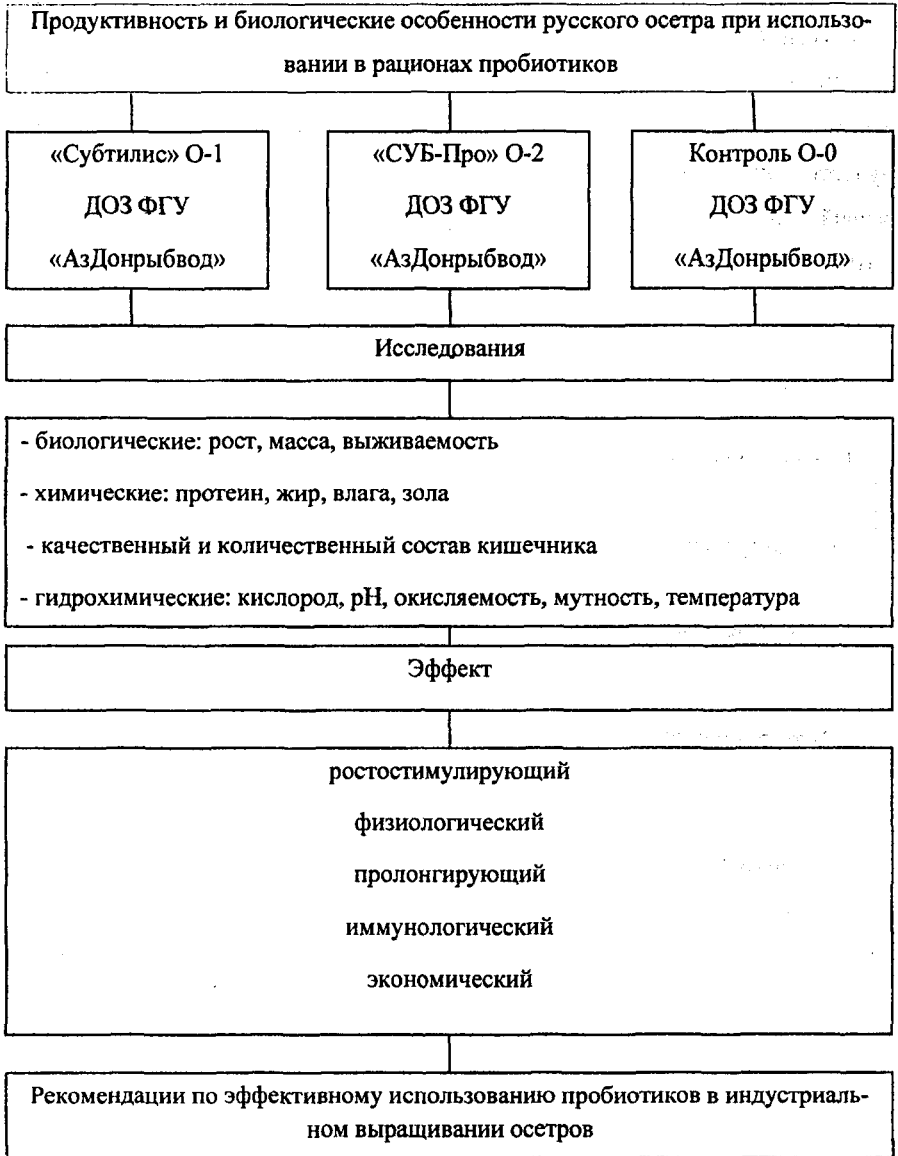 Продуктивность и биологические особенности русского осетра при использо-
вании в рационах пробиотиков
«Субтилис» О-1
ДОЗ ФГУ
«АзДонрыбвод»
«СУБ-Про» О-2
ДОЗ ФГУ
«АзДонрыбвод»
Контроль О-0
ДОЗ ФГУ
«АзДонрыбвод»
Исследования
- биологические: рост, масса, выживаемость
- химические: протеин, жир, влага, зола
- качественный и количественный состав кишечника
- гидрохимические: кислород, pH, окисляемость, мутность, температура
Эффект
ростостимулирующий
физиологический
пролонгирующий
иммунологический
экономический
Рекомендации по эффективному использованию пробиотиков в индустриаль-
ном выращивании осетров